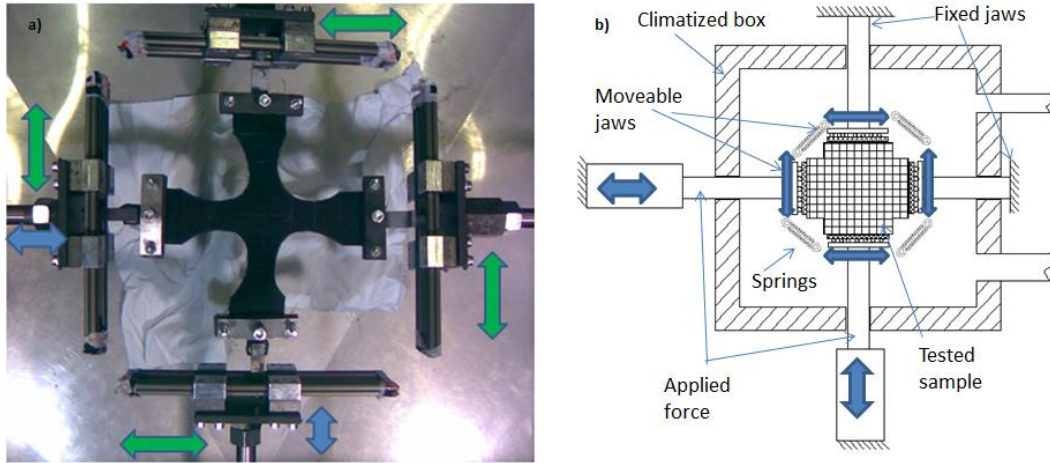 a)
b)
Climatized box
Fixed jaws
Moveable
jaws
Springs
Applied
force
Tested
sample